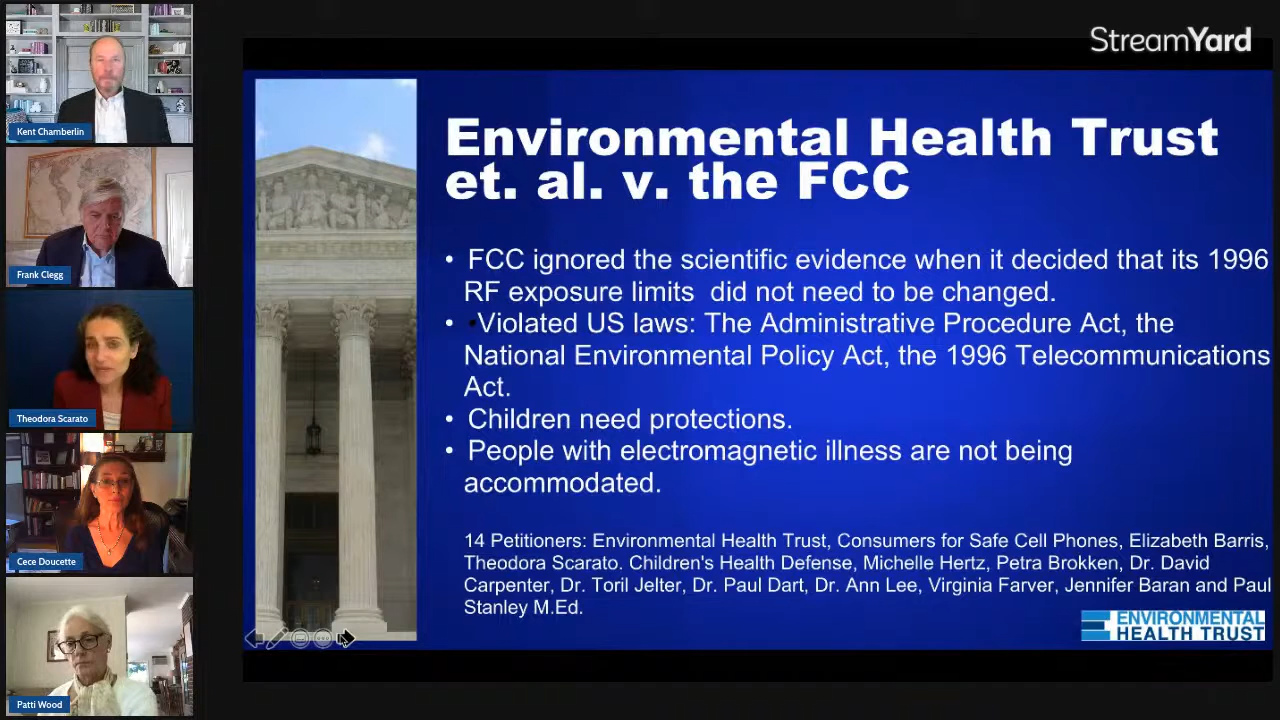 StreamYard
Kent Chamberlin
Frank Clegg
Theodora Scarato
Cece Doucette
Patti Wood
Environmental Health Trust
et. al. v. the FCC
• FCC ignored the scientific evidence when it decided that its 1996
RF exposure limits did not need to be changed.
• •Violated US laws: The Administrative Procedure Act, the
National Environmental Policy Act, the 1996 Telecommunications
Act.
• Children need protections.
• People with electromagnetic illness are not being
accommodated.
14 Petitioners: Environmental Health Trust, Consumers for Safe Cell Phones, Elizabeth Barris,
Theodora Scarato. Children's Health Defense, Michelle Hertz, Petra Brokken, Dr. David
Carpenter, Dr. Toril Jelter, Dr. Paul Dart, Dr. Ann Lee, Virginia Farver, Jennifer Baran and Paul
Stanley M.Ed.
ENVIRONMENTAL
HEALTH TRUST